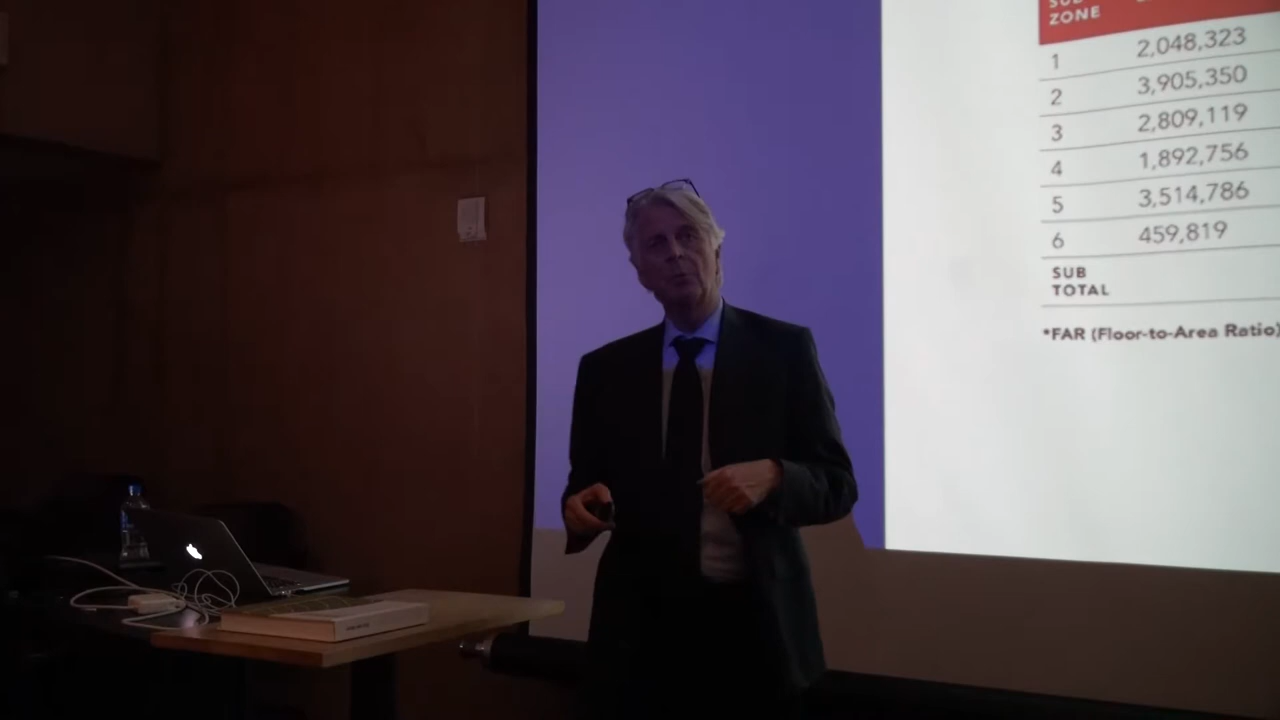 SUB
ZONE
1 2,048,323
2 3,905,350
3 2,809,119
4 1,892,756
5 3,514,786
6 459,819
SUB
TOTAL
*FAR (Floor-to-Area Ratio)